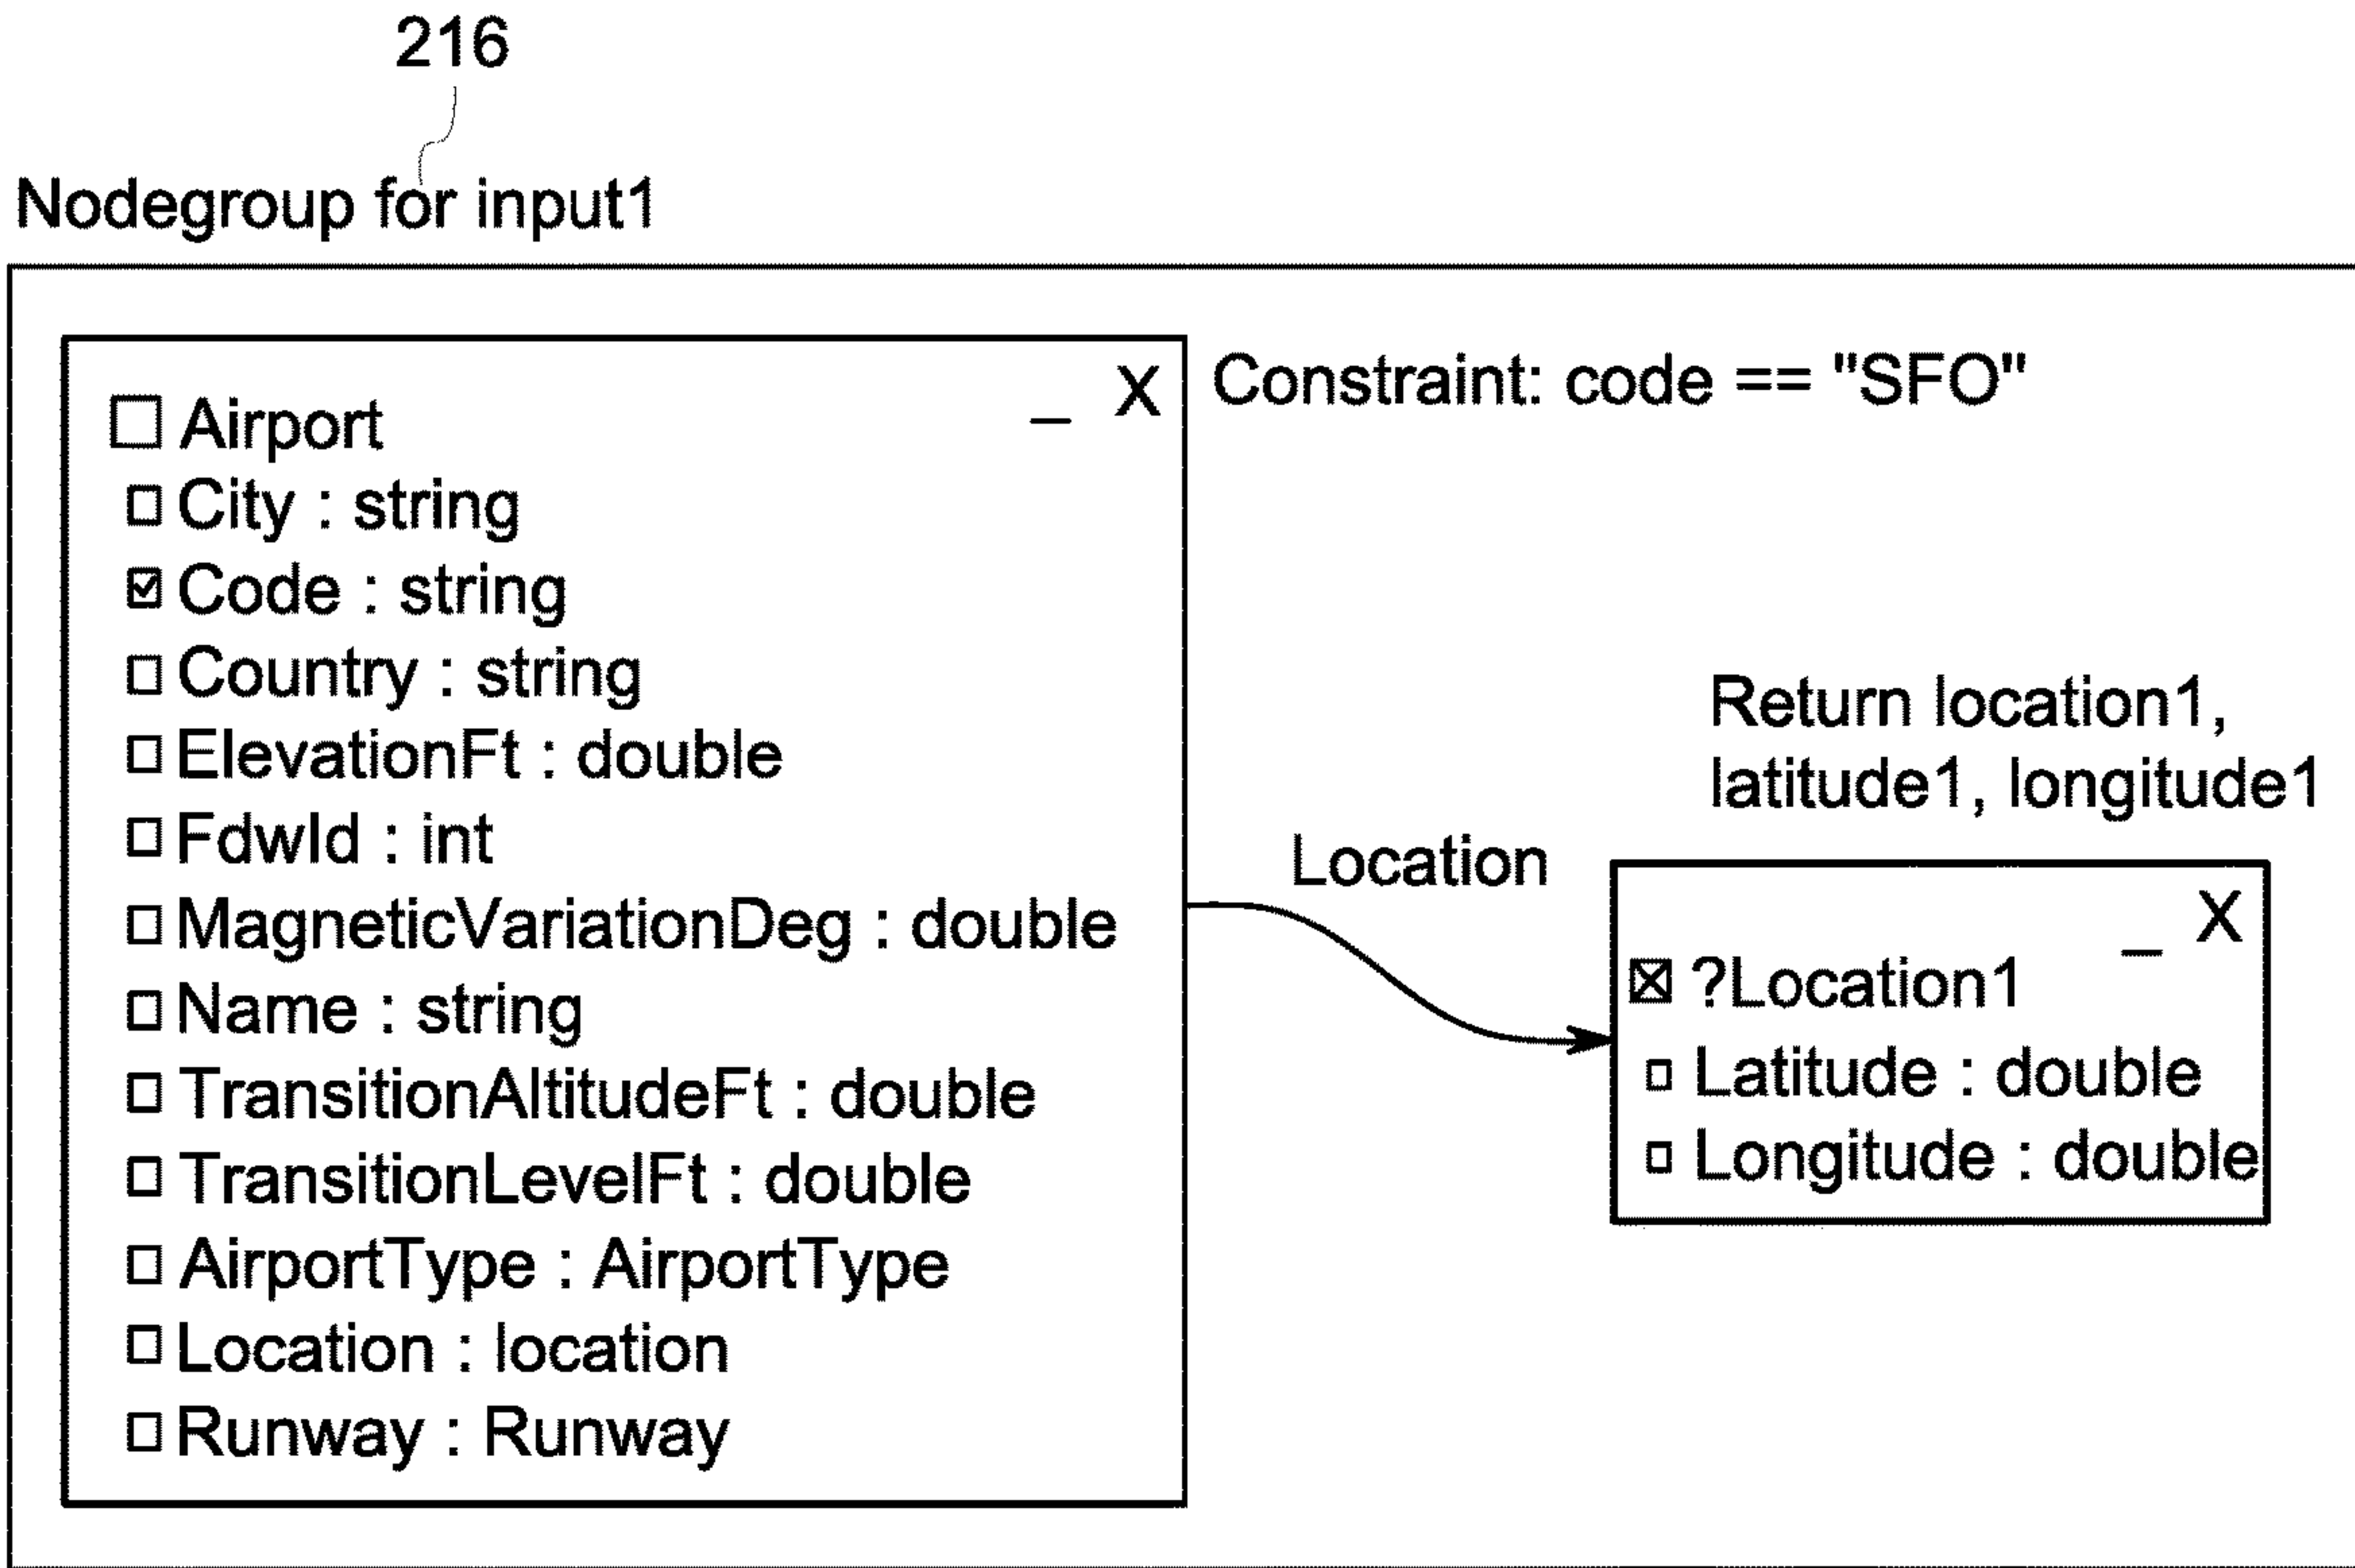 216
Nodegroup for input1
_ X
Airport
City : string
Code : string
Country : string
ElevationFt : double
FdwId : int
MagneticVariationDeg : double
Name : string
TransitionAltitudeFt : double
TransitionLevelFt : double
AirportType : AirportType
Location : location
Runway : Runway
Constraint: code == "SFO"
Location
Return location1,
latitude1, longitude1
_ X
?Location1
Latitude : double
Longitude : double